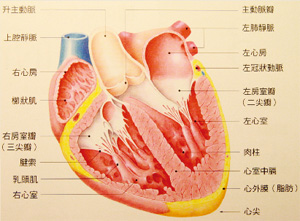 升主動脈
上腔靜脈
右心房
櫛狀肌
右房室瓣
(三尖瓣)
腱索
乳頭肌
右心室
主動脈瓣
左肺靜脈
左心房
左冠狀動脈
左房室瓣
(二尖瓣)
左心室
肉柱
心室中膈
心外膜(脂肪)
心尖